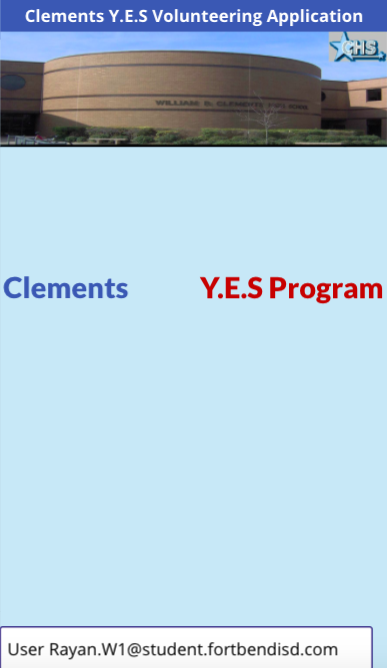 Clements Y.E.S Volunteering Application
CHS
WILLIAM P. CLEMENTS HIGH SCHOOL
Clements Y.E.S Program
User Rayan.W1@student.fortbendisd.com